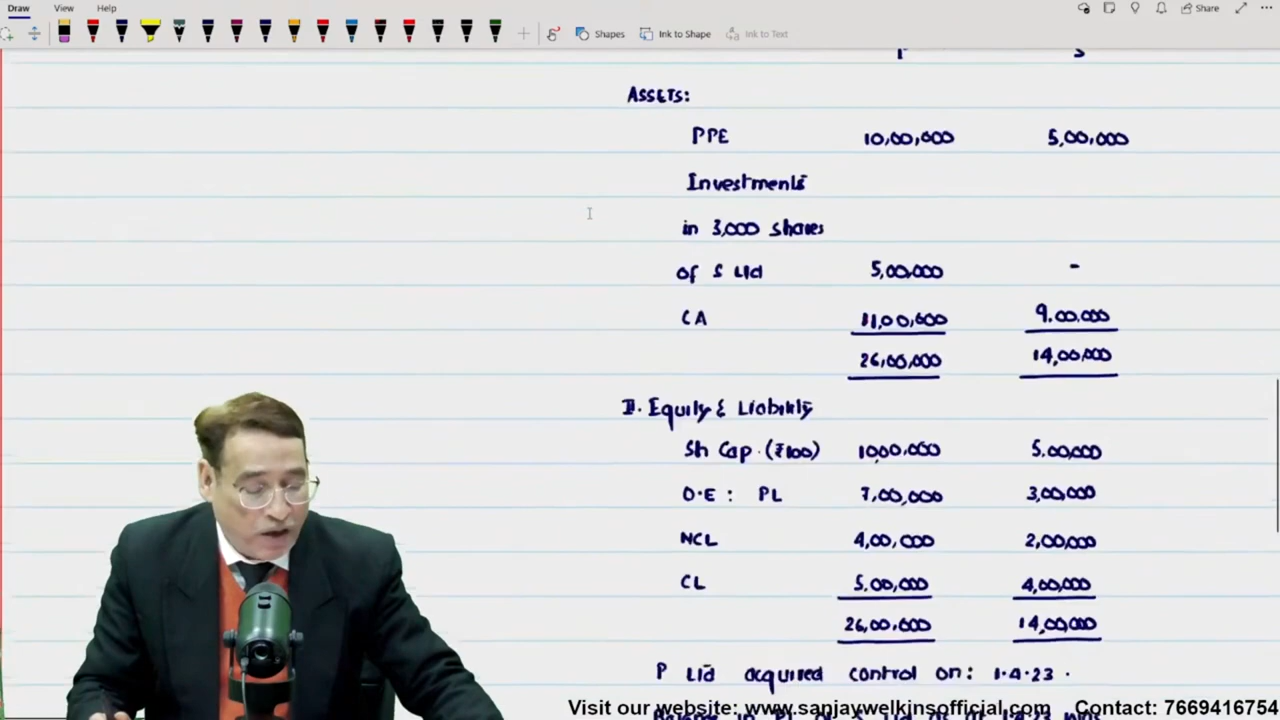 Draw View Help
Share
Shapes Ink to Shape Ink to Text
P S
ASSETS:
PPE 10,00,000 5,00,000
Investments
in 3,000 shares
of S Ltd 5,00,000 -
CA 11,00,000 9,00,000
26,00,000 14,00,000
II. Equity & Liability
Sh Cap. (₹100) 10,00,000 5,00,000
O.E : PL 7,00,000 3,00,000
NCL 4,00,000 2,00,000
CL 5,00,000 4,00,000
26,00,000 14,00,000
P Ltd acquired control on: 1.4.23.
Visit our website: www.sanjaywelkinsofficial.com Contact: 7669416754